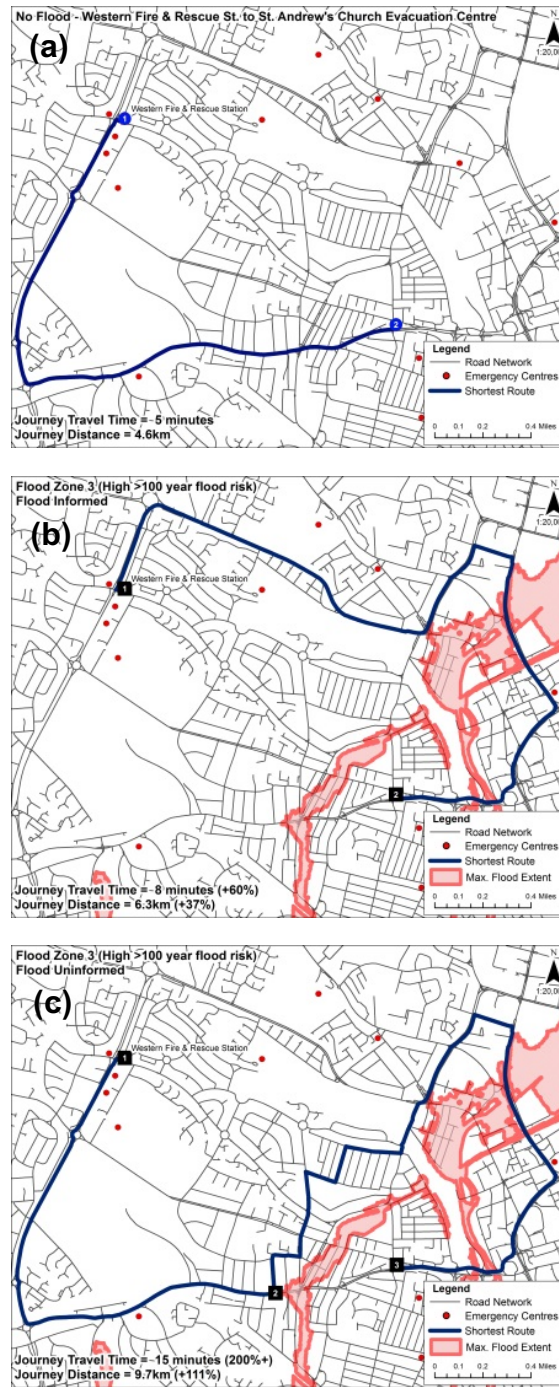 No Flood - Western Fire & Rescue St. to St. Andrew's Church Evacuation Centre
(a)
N
1:20,00
Western Fire & Rescue Station
1
2
Legend
Road Network
Emergency Centres
Shortest Route
0 0.2 0.4 Miles
Journey Travel Time = ~5 minutes
Journey Distance = 4.6km
Flood Zone 3 (High >100 year flood risk)
Flood Informed
(b)
N
1:20,00
Western Fire & Rescue Station
1
2
Legend
Road Network
Emergency Centres
Shortest Route
Max. Flood Extent
0 0.2 0.4 Miles
Journey Travel Time = ~8 minutes (+60%)
Journey Distance = 6.3km (+37%)
Flood Zone 3 (High >100 year flood risk)
Flood Uninformed
(c)
N
1:20,00
Western Fire & Rescue Station
1
2
3
Legend
Road Network
Emergency Centres
Shortest Route
Max. Flood Extent
0 0.2 0.4 Miles
Journey Travel Time = ~15 minutes (200%+)
Journey Distance = 9.7km (+111%)